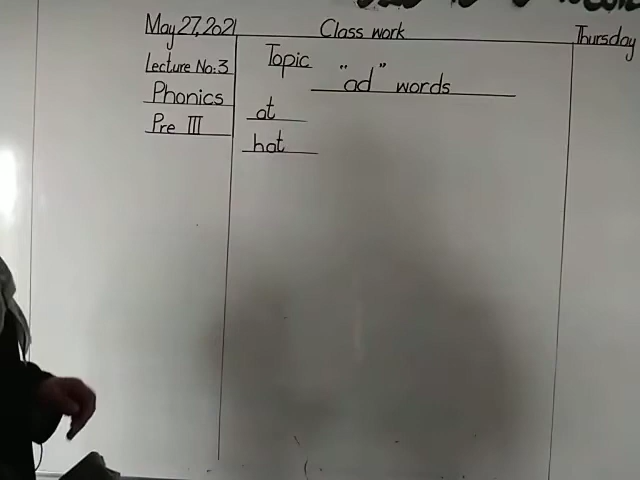 May 27, 2021 Class work Thursday
Lecture No:3
Topic "ad" words
Phonics
at
Pre III
hat